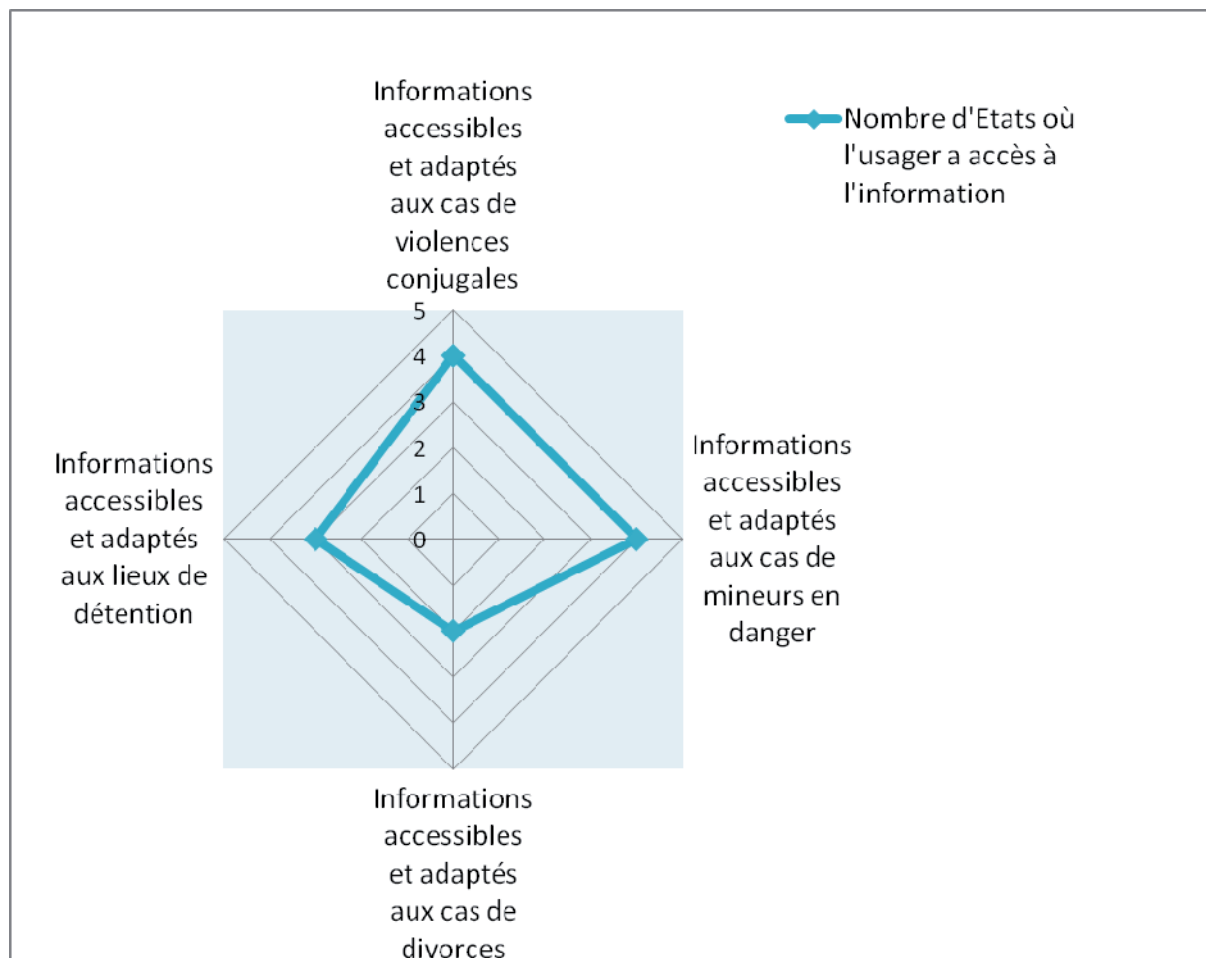 Informations
accessibles
et adaptés
aux cas de
violences
conjugales
Nombre d'Etats où
l'usager a accès à
l'information
5
4
3
2
1
0
Informations
accessibles
et adaptés
aux lieux de
détention
Informations
accessibles
et adaptés
aux cas de
mineurs en
danger
Informations
accessibles
et adaptés
aux cas de
divorces